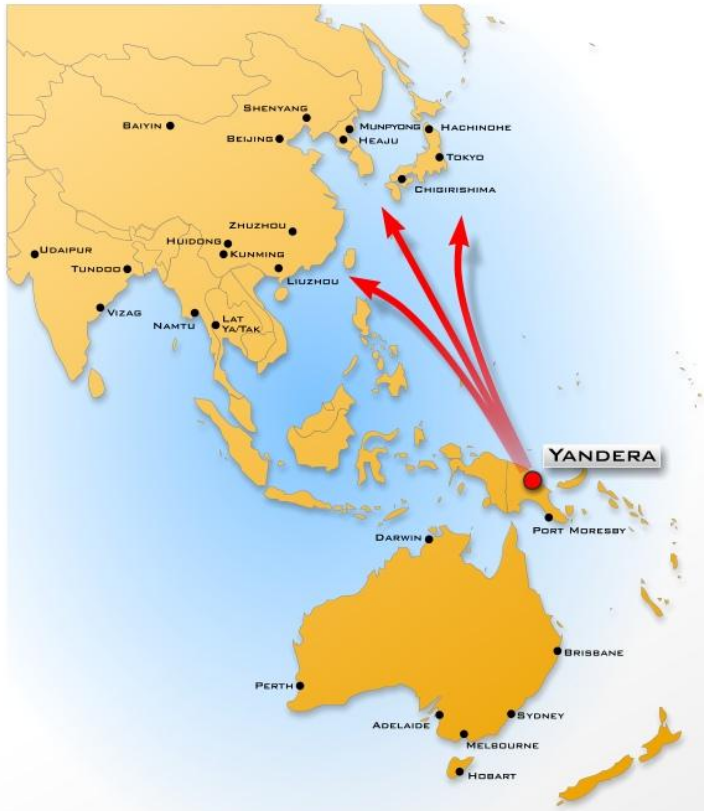 SHENYANG
BAIYIN
MUNPYONG
HACHINOHE
BEIJING
HEAJU
TOKYO
CHIGIRISHIMA
ZHUZHOU
HUIDONG
UDAIPUR
KUNMING
TUNDOO
LIUZHOU
VIZAG
NAMTU
LAT
YA/TAK
YANDERA
PORT MORESBY
DARWIN
BRISBANE
PERTH
ADELAIDE
SYDNEY
MELBOURNE
HOBART